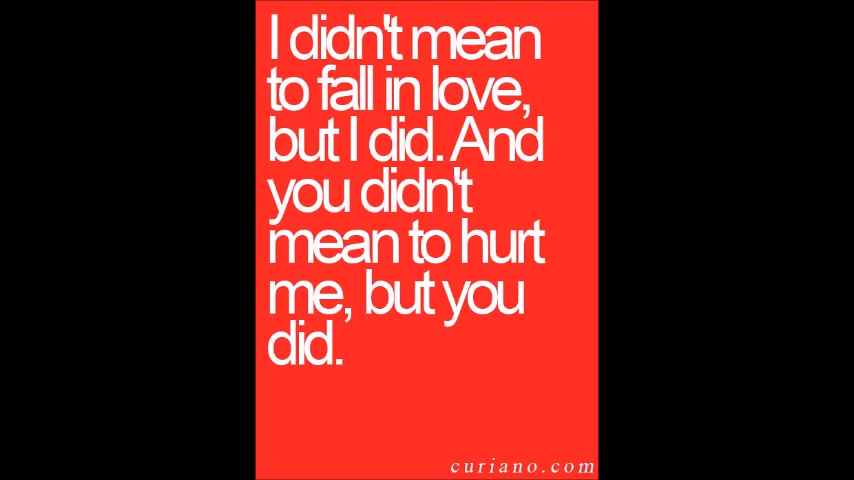 I didn't mean
to fall in love,
but I did. And
you didn't
mean to hurt
me, but you
did.
curiano.com